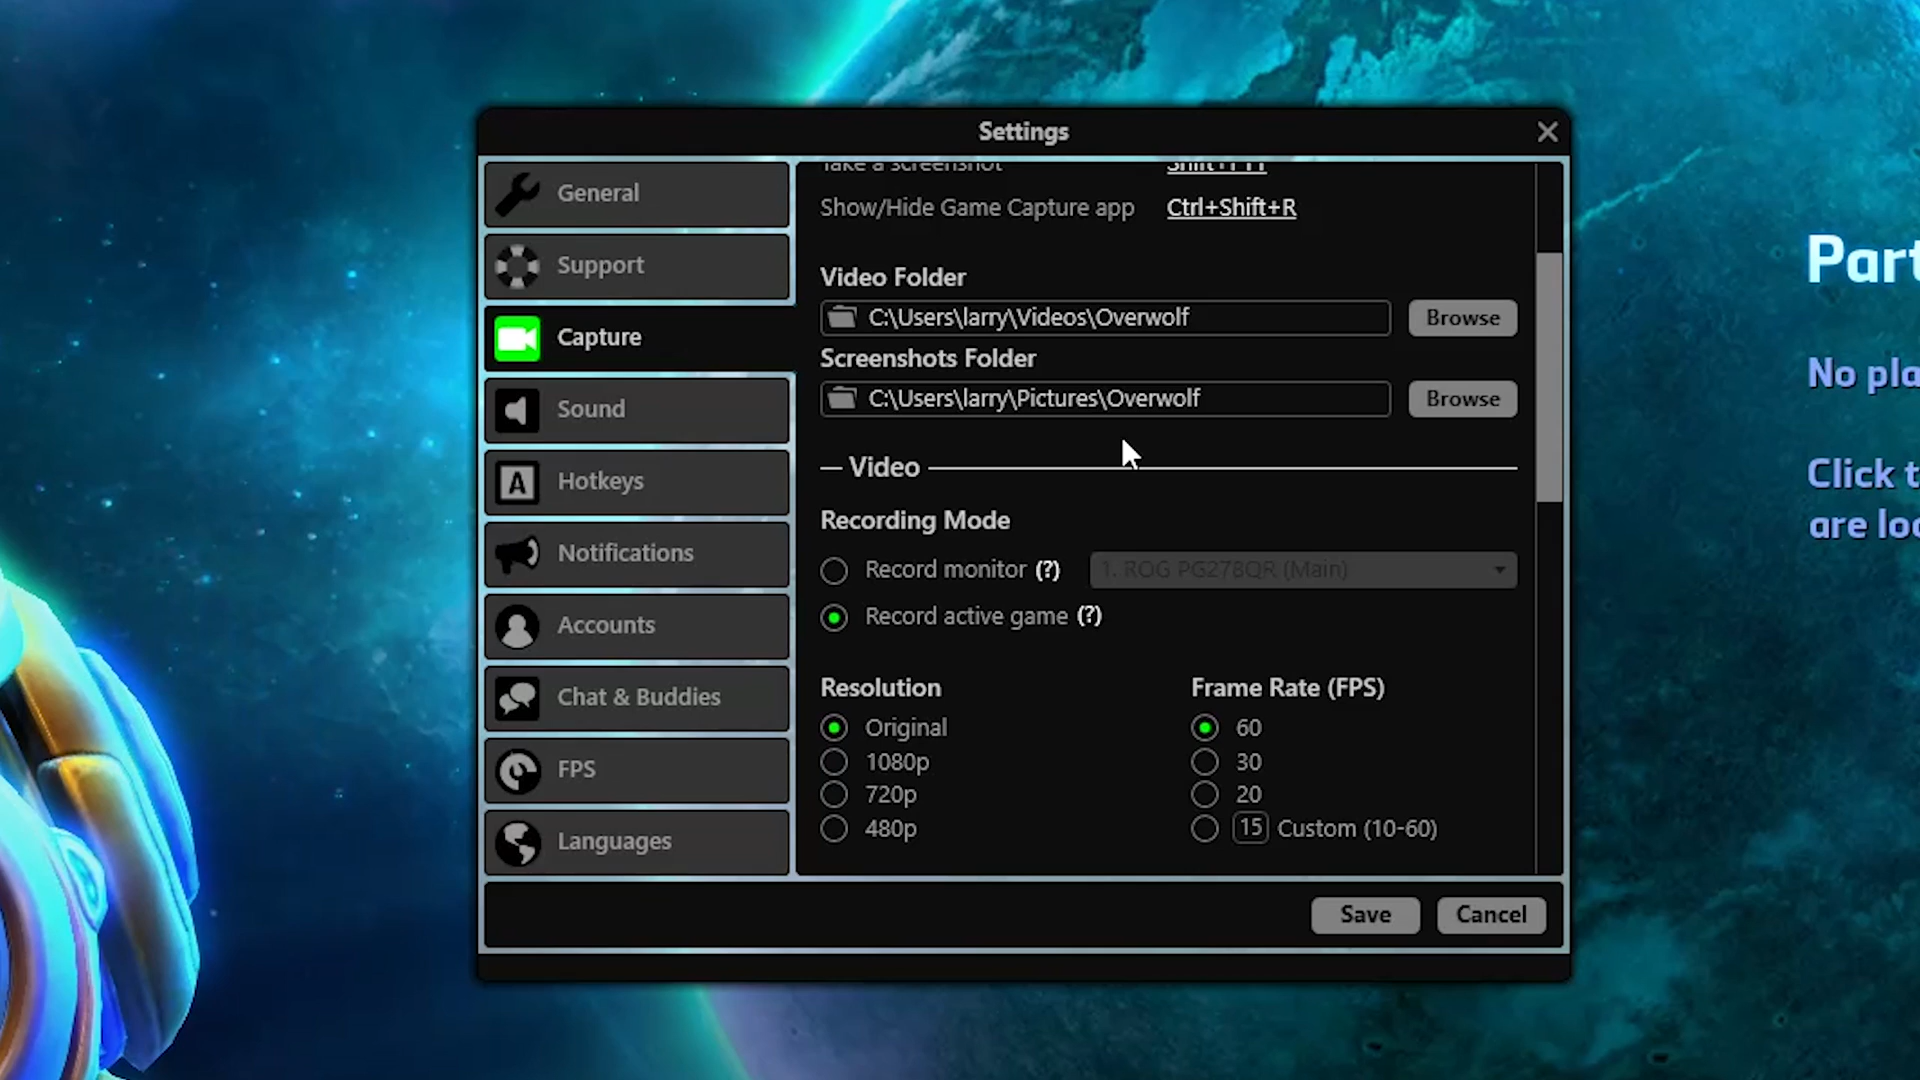 Settings
General
Support
Capture
Sound
Hotkeys
Notifications
Accounts
Chat & Buddies
FPS
Languages
Take a screenshot
Show/Hide Game Capture app Ctrl+Shift+R
Video Folder
C:\Users\larry\Videos\Overwolf Browse
Screenshots Folder
C:\Users\larry\Pictures\Overwolf Browse
Video
Recording Mode
Record monitor (?) 1. ROG PG278QR (Main)
Record active game (?)
Resolution Frame Rate (FPS)
Original 60
1080p 30
720p 20
480p 15 Custom (10-60)
Save Cancel
Part
No pla
Click t
are loc